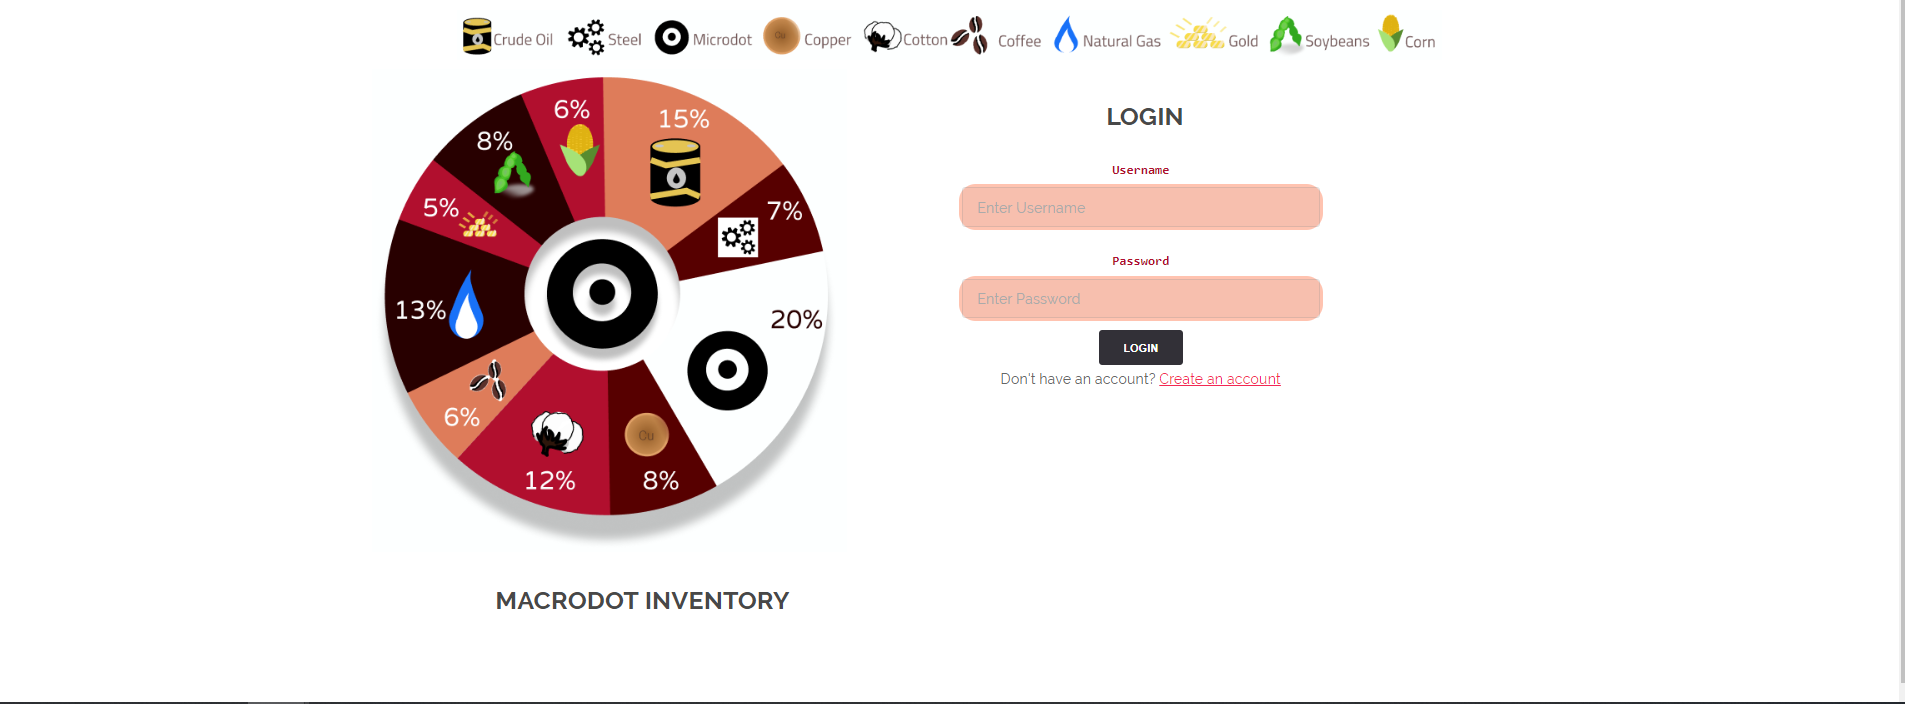 Crude Oil Steel Microdot Copper Cotton Coffee Natural Gas Gold Soybeans Corn
6%
15%
8%
7%
5%
13%
20%
6%
12%
Cu
8%
LOGIN
Username
Enter Username
Password
Enter Password
LOGIN
Don't have an account? Create an account
MACRODOT INVENTORY